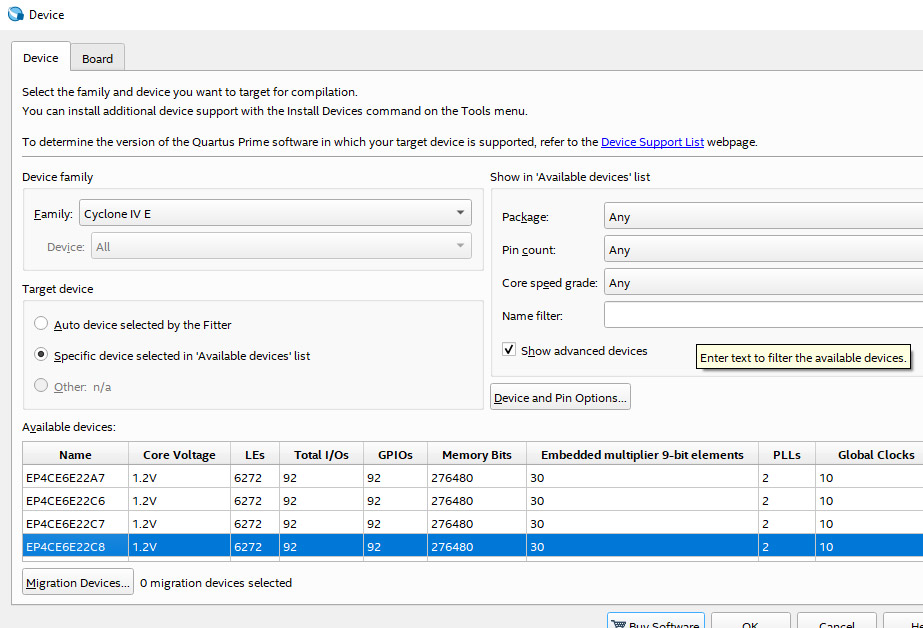 Device
Device Board
Select the family and device you want to target for compilation.
You can install additional device support with the Install Devices command on the Tools menu.
To determine the version of the Quartus Prime software in which your target device is supported, refer to the Device Support List webpage.
Device family
Family: Cyclone IV E
Device: All
Show in 'Available devices' list
Package: Any
Pin count: Any
Core speed grade: Any
Name filter:
Show advanced devices
Enter text to filter the available devices.
Target device
Auto device selected by the Fitter
Specific device selected in 'Available devices' list
Other: n/a
Device and Pin Options...
Available devices:
Name Core Voltage LEs Total I/Os GPIOs Memory Bits Embedded multiplier 9-bit elements PLLs Global Clocks
EP4CE6E22A7 1.2V 6272 92 92 276480 30 2 10
EP4CE6E22C6 1.2V 6272 92 92 276480 30 2 10
EP4CE6E22C7 1.2V 6272 92 92 276480 30 2 10
EP4CE6E22C8 1.2V 6272 92 92 276480 30 2 10
Migration Devices... 0 migration devices selected
Buy Software OK Cancel